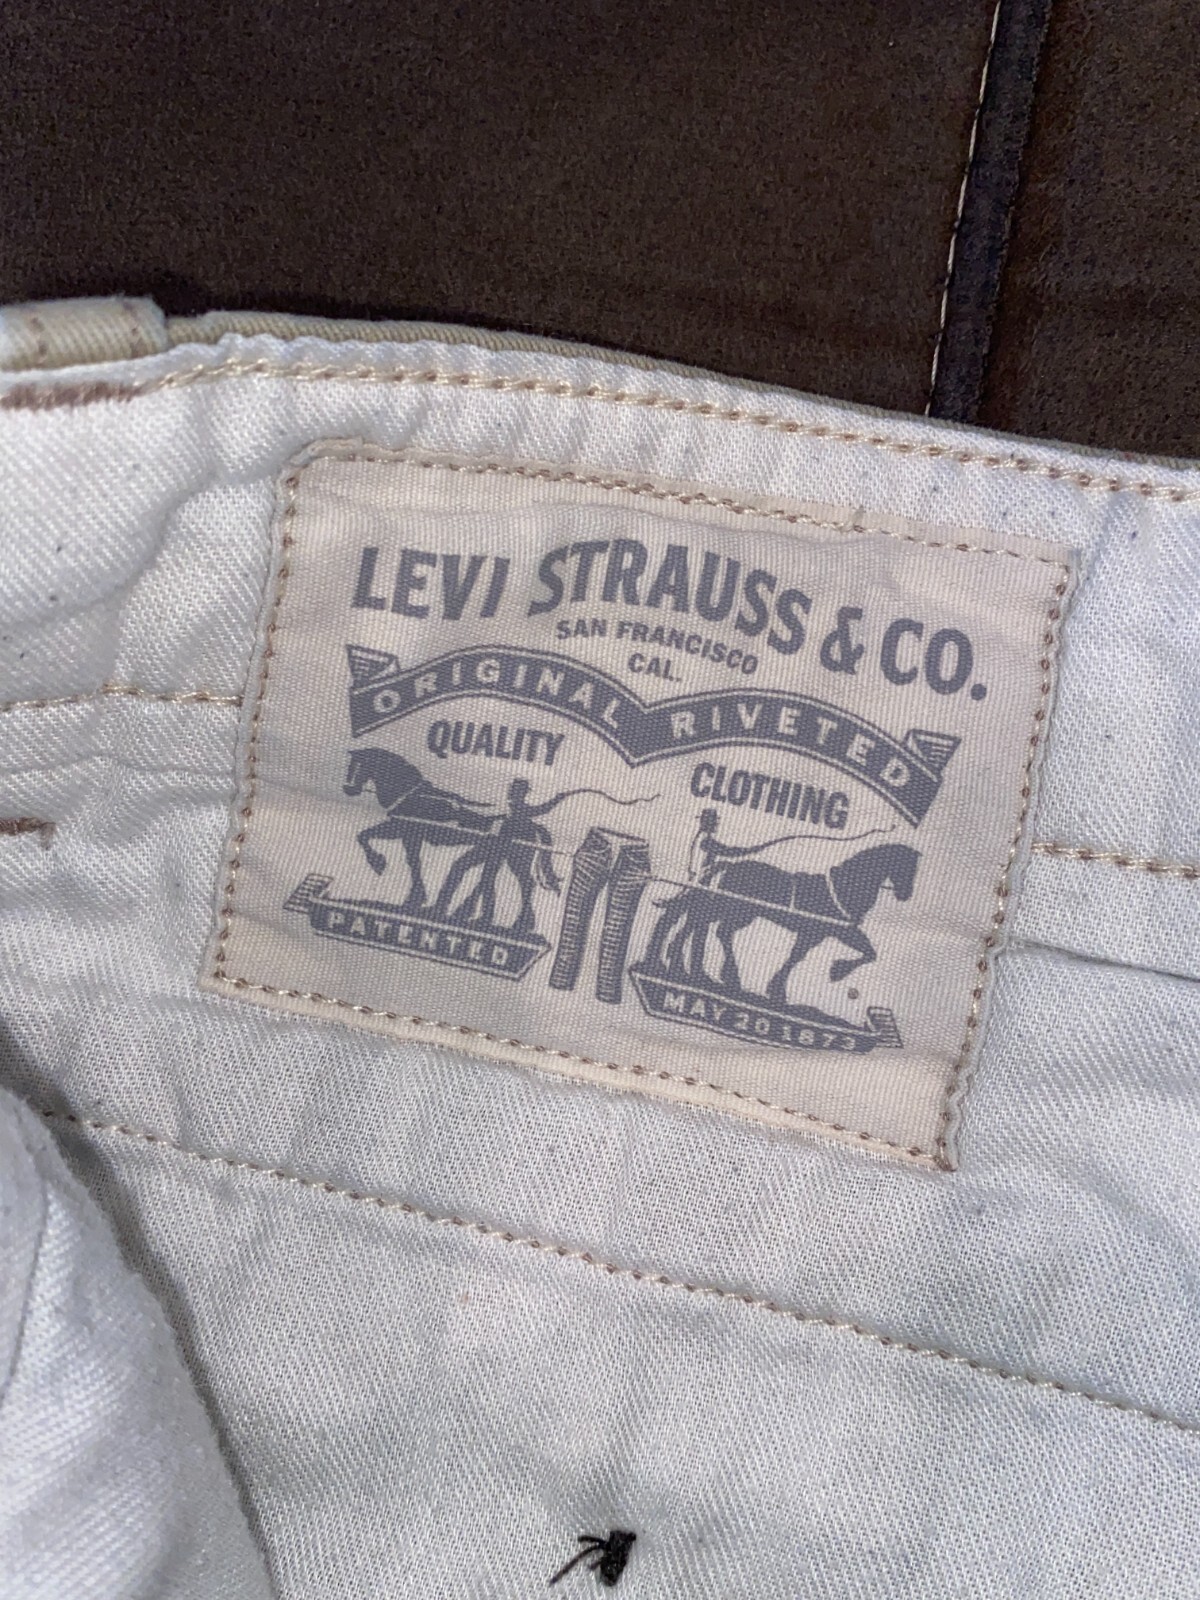 LEVI STRAUSS & CO.
SAN FRANCISCO
CAL.
ORIGINAL RIVETED
QUALITY CLOTHING
PATENTED MAY 20 1873